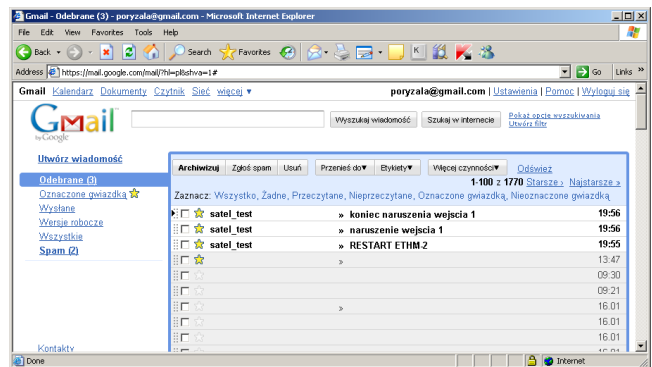 Gmail - Odebrane (3) - poryzala@gmail.com - Microsoft Internet Explorer
File Edit View Favorites Tools Help
Back Search Favorites
Address https://mail.google.com/mail/?hl=pl&shva=1# Go Links »
Gmail Kalendarz Dokumenty Czytnik Sieć więcej ▼ poryzala@gmail.com | Ustawienia | Pomoc | Wyloguj się
Gmail by Google Wyszukaj wiadomość Szukaj w internecie Pokaż opcje wyszukiwania
Utwórz filtr
Utwórz wiadomość
Odebrane (3)
Oznaczone gwiazdką
Wysłane
Wersje robocze
Wszystkie
Spam (2)
Kontakty
Archiwizuj Zgłoś spam Usuń Przenieś do▼ Etykiety▼ Więcej czynności▼ Odśwież
1-100 z 1770 Starsze › Najstarsze »
Zaznacz: Wszystko, Żadne, Przeczytane, Nieprzeczytane, Oznaczone gwiazdką, Nieoznaczone gwiazdką
satel_test » koniec naruszenia wejscia 1 19:56
satel_test » naruszenie wejscia 1 19:56
satel_test » RESTART ETHM-2 19:55
» 13:47
09:30
09:21
» 16.01
16.01
16.01
16.01
Done Internet